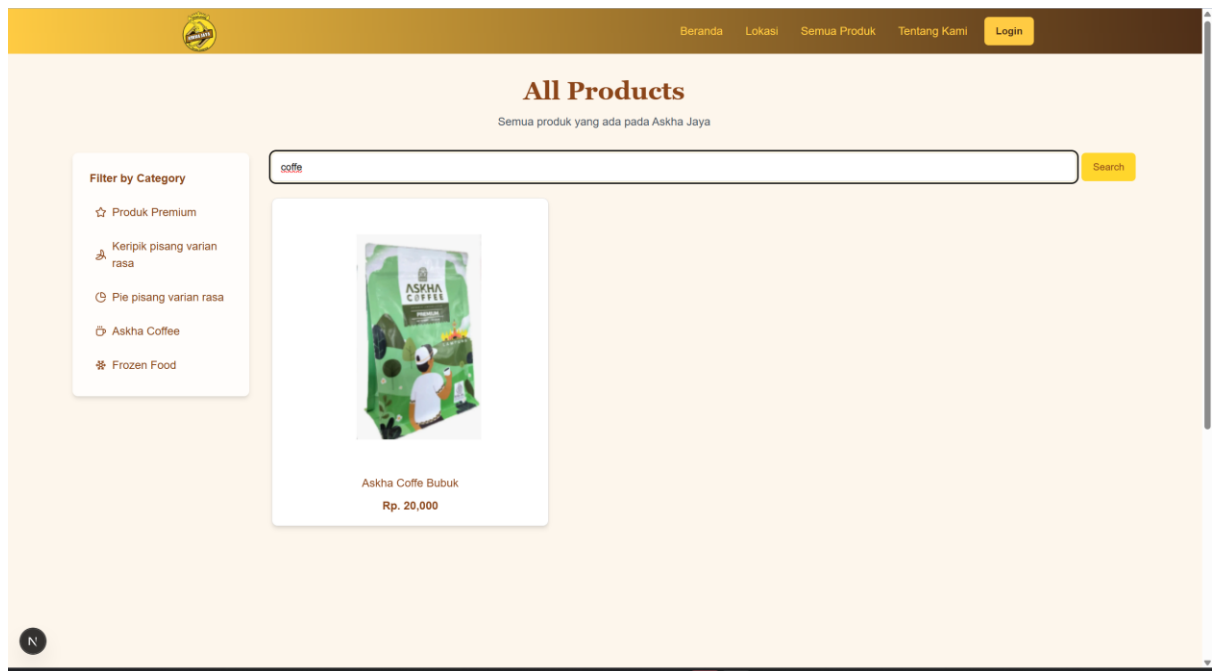 Beranda Lokasi Semua Produk Tentang Kami Login
All Products
Semua produk yang ada pada Askha Jaya
Filter by Category
Produk Premium
Keripik pisang varian
rasa
Pie pisang varian rasa
Askha Coffee
Frozen Food
coffe
Search
ASKHA
COFFEE
PREMIUM
Askha Coffe Bubuk
Rp. 20,000
N